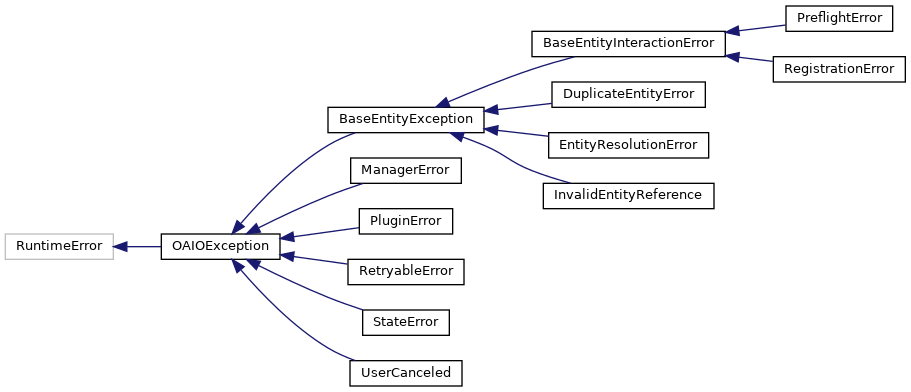 PreflightError
BaseEntityInteractionError
RegistrationError
DuplicateEntityError
BaseEntityException
EntityResolutionError
ManagerError
InvalidEntityReference
PluginError
RuntimeError
OAIOException
RetryableError
StateError
UserCanceled